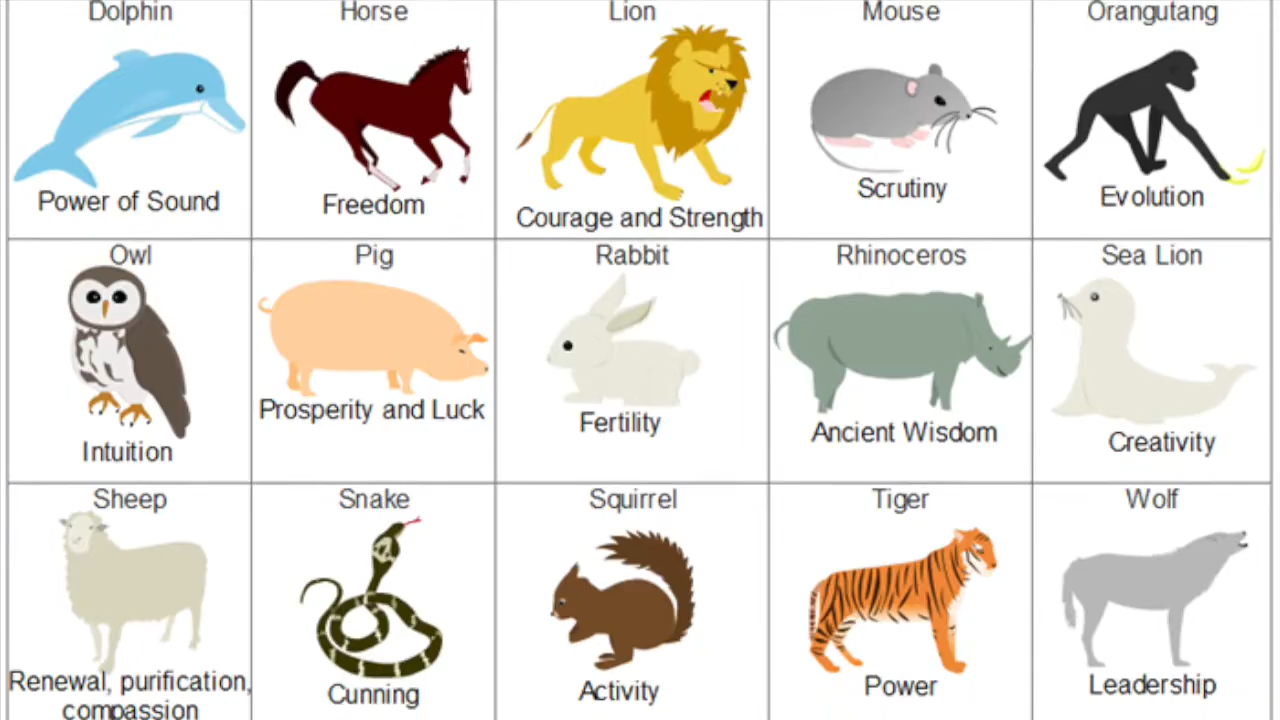 Dolphin
Horse
Lion
Mouse
Orangutang
Power of Sound
Freedom
Courage and Strength
Scrutiny
Evolution
Owl
Pig
Rabbit
Rhinoceros
Sea Lion
Intuition
Prosperity and Luck
Fertility
Ancient Wisdom
Creativity
Sheep
Snake
Squirrel
Tiger
Wolf
Renewal, purification,
compassion
Cunning
Activity
Power
Leadership